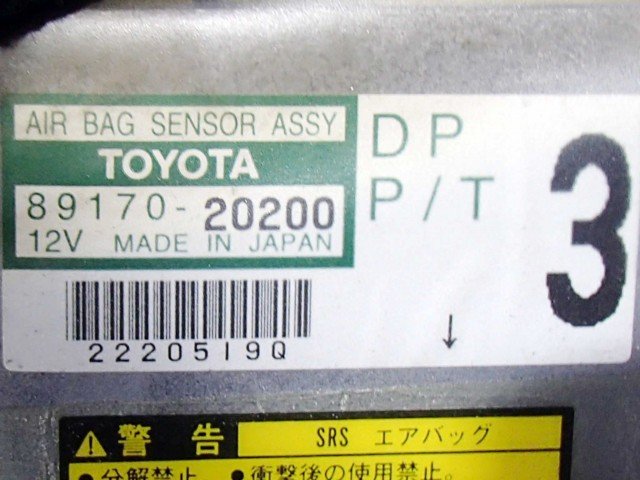 AIR BAG SENSOR ASSY
TOYOTA
89170-20200
12V MADE IN JAPAN
DP
P/T
3
↓
2220519Q
警告
SRS エアバッグ
●分解禁止 ●衝撃後の使用禁止。